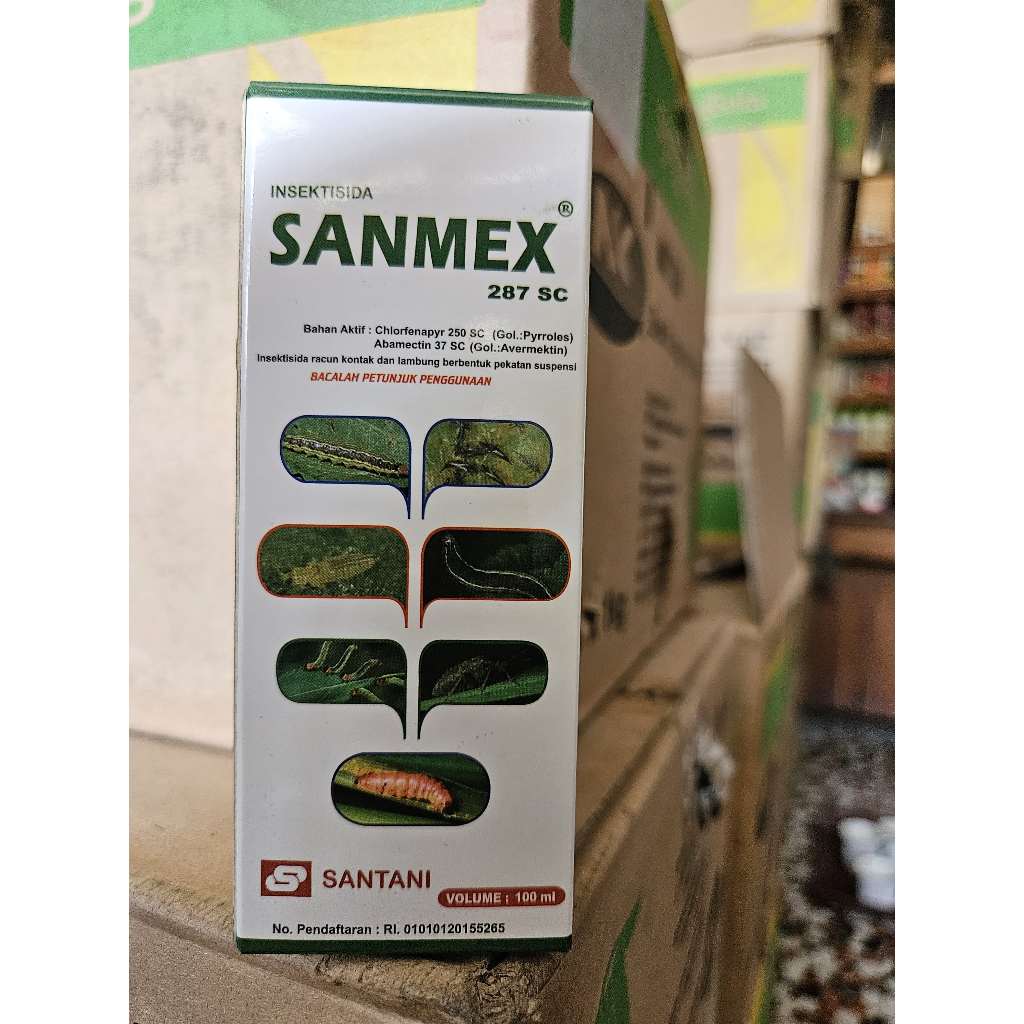 INSEKTISIDA
SANMEX®
287 SC
Bahan Aktif : Chlorfenapyr 250 SC (Gol.:Pyrroles)
Abamectin 37 SC (Gol.:Avermektin)
Insektisida racun kontak dan lambung berbentuk pekatan suspensi
BACALAH PETUNJUK PENGGUNAAN
SANTANI
VOLUME ; 100 ml
No. Pendaftaran : RI. 01010120155265